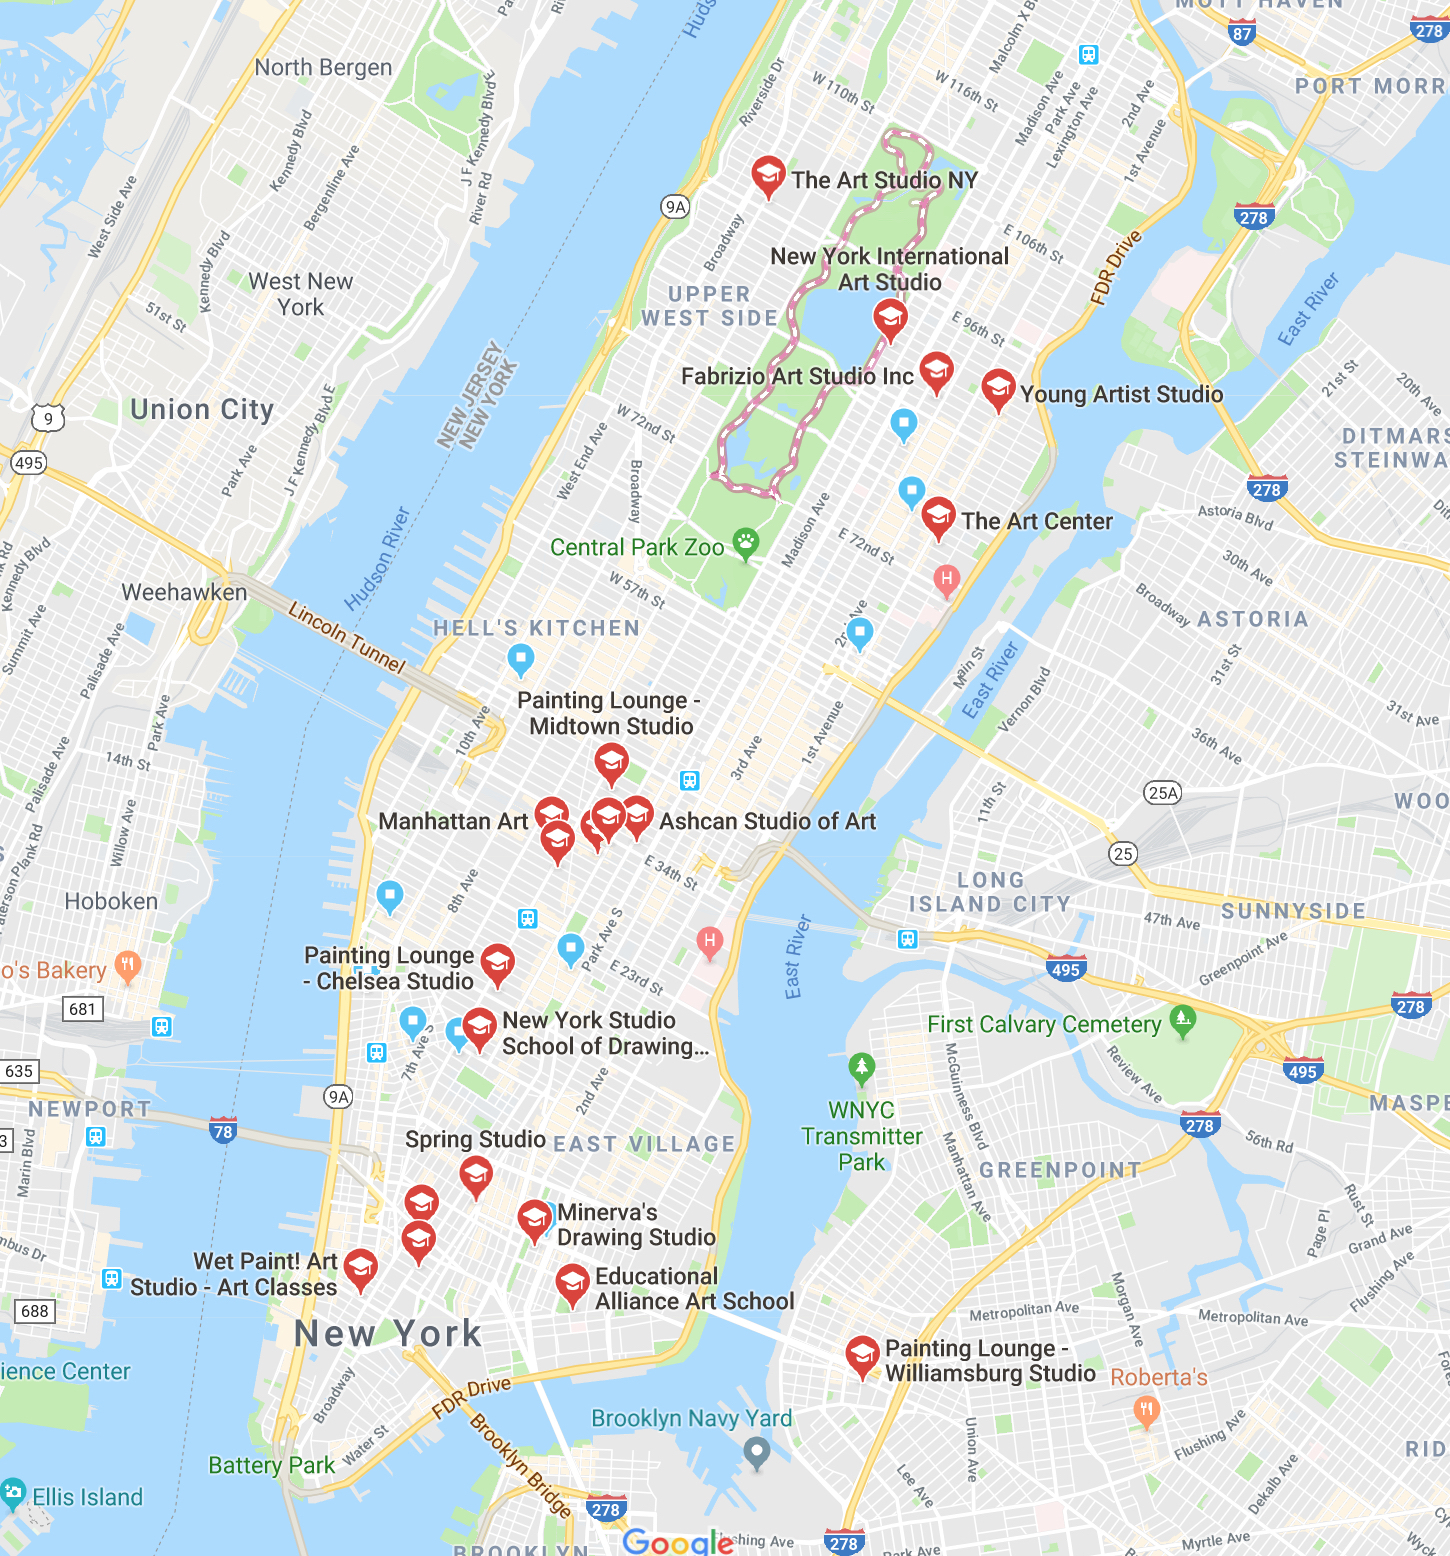 MOTT HAVEN
87
278
North Bergen
Hudson River
Malcolm X Bl
W 110th St
W 116th St
Riverside Dr
PORT MORR
Madison Ave
Park Ave
Lexington Ave
2nd Ave
1st Avenue
Kennedy Blvd
J F Kennedy Blvd
River Rd
Bergenline Ave
West Side Ave
The Art Studio NY
9A
278
Broadway
E 106th St
FDR Drive
Kennedy Blvd
New York International
Art Studio
West New
York
51st St
UPPER
WEST SIDE
E 96th St
East River
NEW JERSEY
NEW YORK
Fabrizio Art Studio Inc
Young Artist Studio
21st St
20th Ave
Union City
9
J F Kennedy Blvd E
Park Ave
W 72nd St
West End Ave
Broadway
DITMARS
STEINWA
495
278
Madison Ave
The Art Center
Astoria Blvd
Central Park Zoo
E 72nd St
Hudson River
Kennedy Blvd
30th Ave
W 57th St
H
Weehawken
Lincoln Tunnel
HELL'S KITCHEN
Summit Ave
Palisade Ave
Broadway
ASTORIA
31st St
Main St
East River
Vernon Blvd
Painting Lounge -
Midtown Studio
10th Ave
Park Ave
1st Avenue
3rd Ave
31st Ave
36th Ave
14th St
Palisade Ave
25A
11th St
WOO
Manhattan Art
Ashcan Studio of Art
Paterson Plank Rd
Willow Ave
25
E 34th St
8th Ave
LONG
ISLAND CITY
Hoboken
47th Ave
SUNNYSIDE
Park Ave S
H
East River
Painting Lounge
- Chelsea Studio
E 23rd St
Greenpoint Ave
o's Bakery
495
681
278
New York Studio
School of Drawing...
First Calvary Cemetery
7th Ave S
McGuinness Blvd
Review Ave
635
495
9A
2nd Ave
WNYC
Transmitter
Park
NEWPORT
78
278
MASPE
3
Marin Blvd
Spring Studio
EAST VILLAGE
56th Rd
Manhattan Ave
GREENPOINT
Rust St
Page Pl
Minerva's
Drawing Studio
Grand Ave
Wet Paint! Art
Studio - Art Classes
Educational
Alliance Art School
Flushing Ave
Morgan Ave
688
Metropolitan Ave
Metropolitan Ave
New York
Painting Lounge -
Williamsburg Studio
ience Center
Roberta's
Broadway
FDR Drive
Brooklyn Navy Yard
Water St
Brooklyn Bridge
Union Ave
Flushing Ave
RID
Battery Park
Lee Ave
DeKalb Ave
Ellis Island
278
Google
shing Ave
278
Myrtle Ave
Park Ave
BROOKLYN